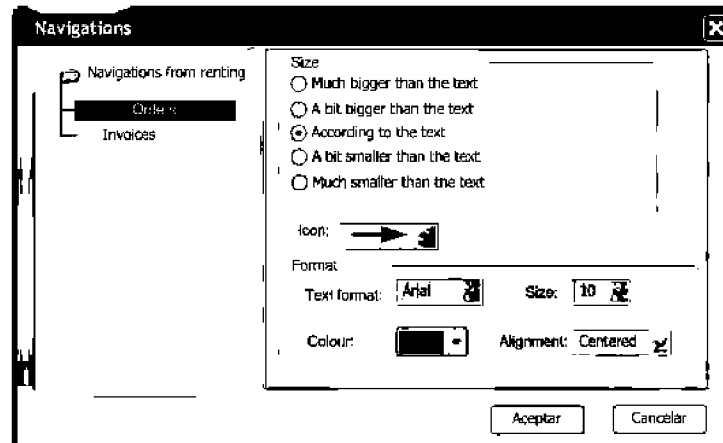 Navigations
Navigations from renting
Orders
Invoices
Size
Much bigger than the text
A bit bigger than the text
According to the text
A bit smaller than the text
Much smaller than the text
Icon:
Format
Text format: Arial Size: 10
Colour: Alignment: Centered
Aceptar Cancelar